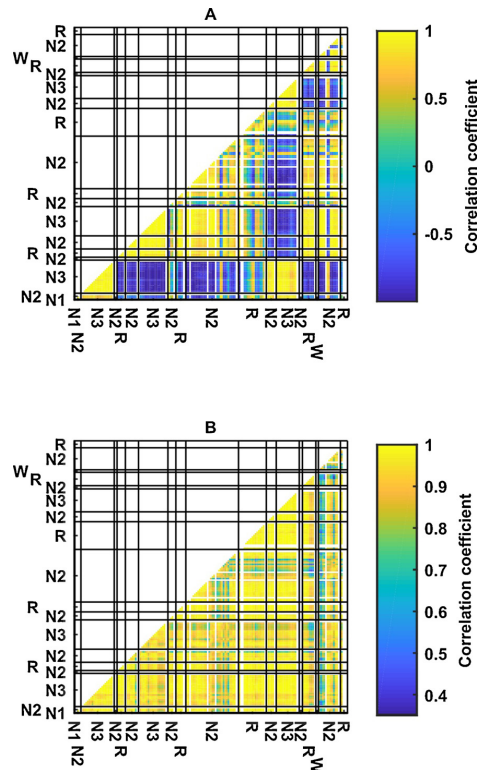 A
R
N2
W R
N2
N3
N2
R
N2
R
N2
N3
N2
R
N2
N3
N2 N1
N1 N3 N2 N3 N2 N2 R N2 N2 N2 R
N2 R R N3 R W
1
0.5
0
-0.5
Correlation coefficient
B
R
N2
W R
N2
N3
N2
R
N2
R
N2
N3
N2
R
N2
N3
N2 N1
N1 N3 N2 N3 N2 N2 R N2 N2 N2 R
N2 R R N3 R W
1
0.9
0.8
0.7
0.6
0.5
0.4
Correlation coefficient